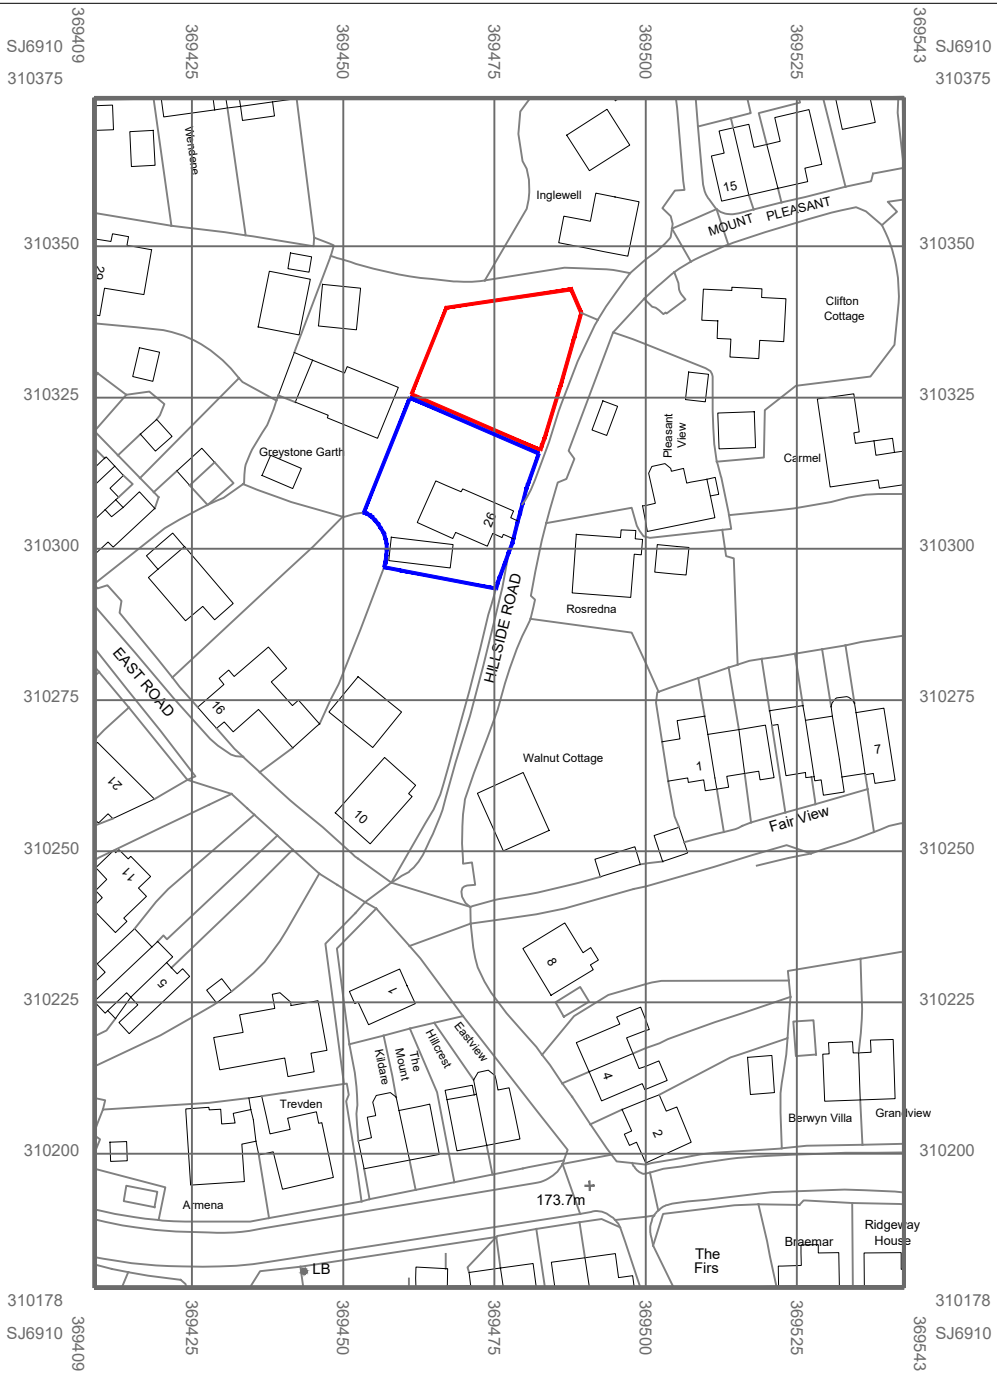 SJ6910
369409
369425
369450
369475
369500
369525
369543
SJ6910
310375
310375
Wendene
15
MOUNT PLEASANT
Inglewell
310350
310350
29
Clifton
Cottage
310325
310325
Greystone Garth
Pleasant
View
Carmel
26
310300
310300
Rosredna
HILLSIDE ROAD
EAST ROAD
16
310275
310275
21
Walnut Cottage
1
7
10
Fair View
310250
310250
11
5
8
1
310225
310225
Kildare
The
Mount
Hillcrest
Eastview
4
2
Trevden
Berwyn Villa
Grandview
310200
310200
Armena
173.7m
Ridgeway
House
Braemar
The
Firs
LB
310178
310178
SJ6910
369409
369425
369450
369475
369500
369525
369543
SJ6910